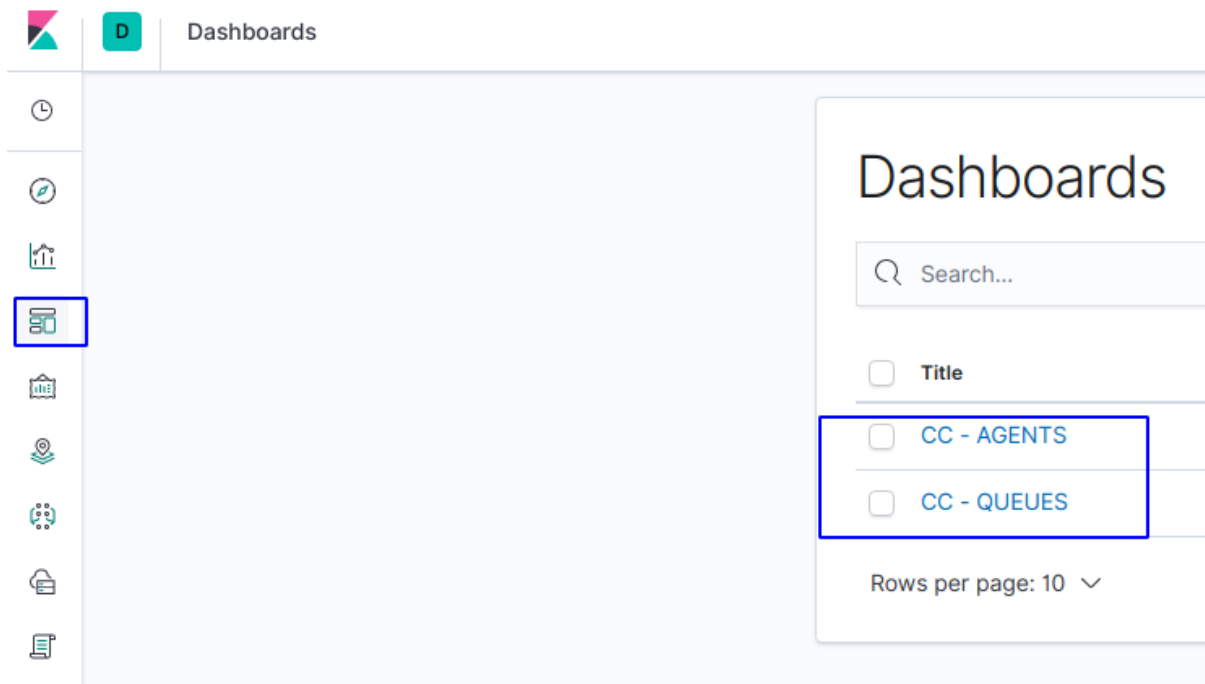 D Dashboards
Dashboards
Search...
Title
CC - AGENTS
CC - QUEUES
Rows per page: 10